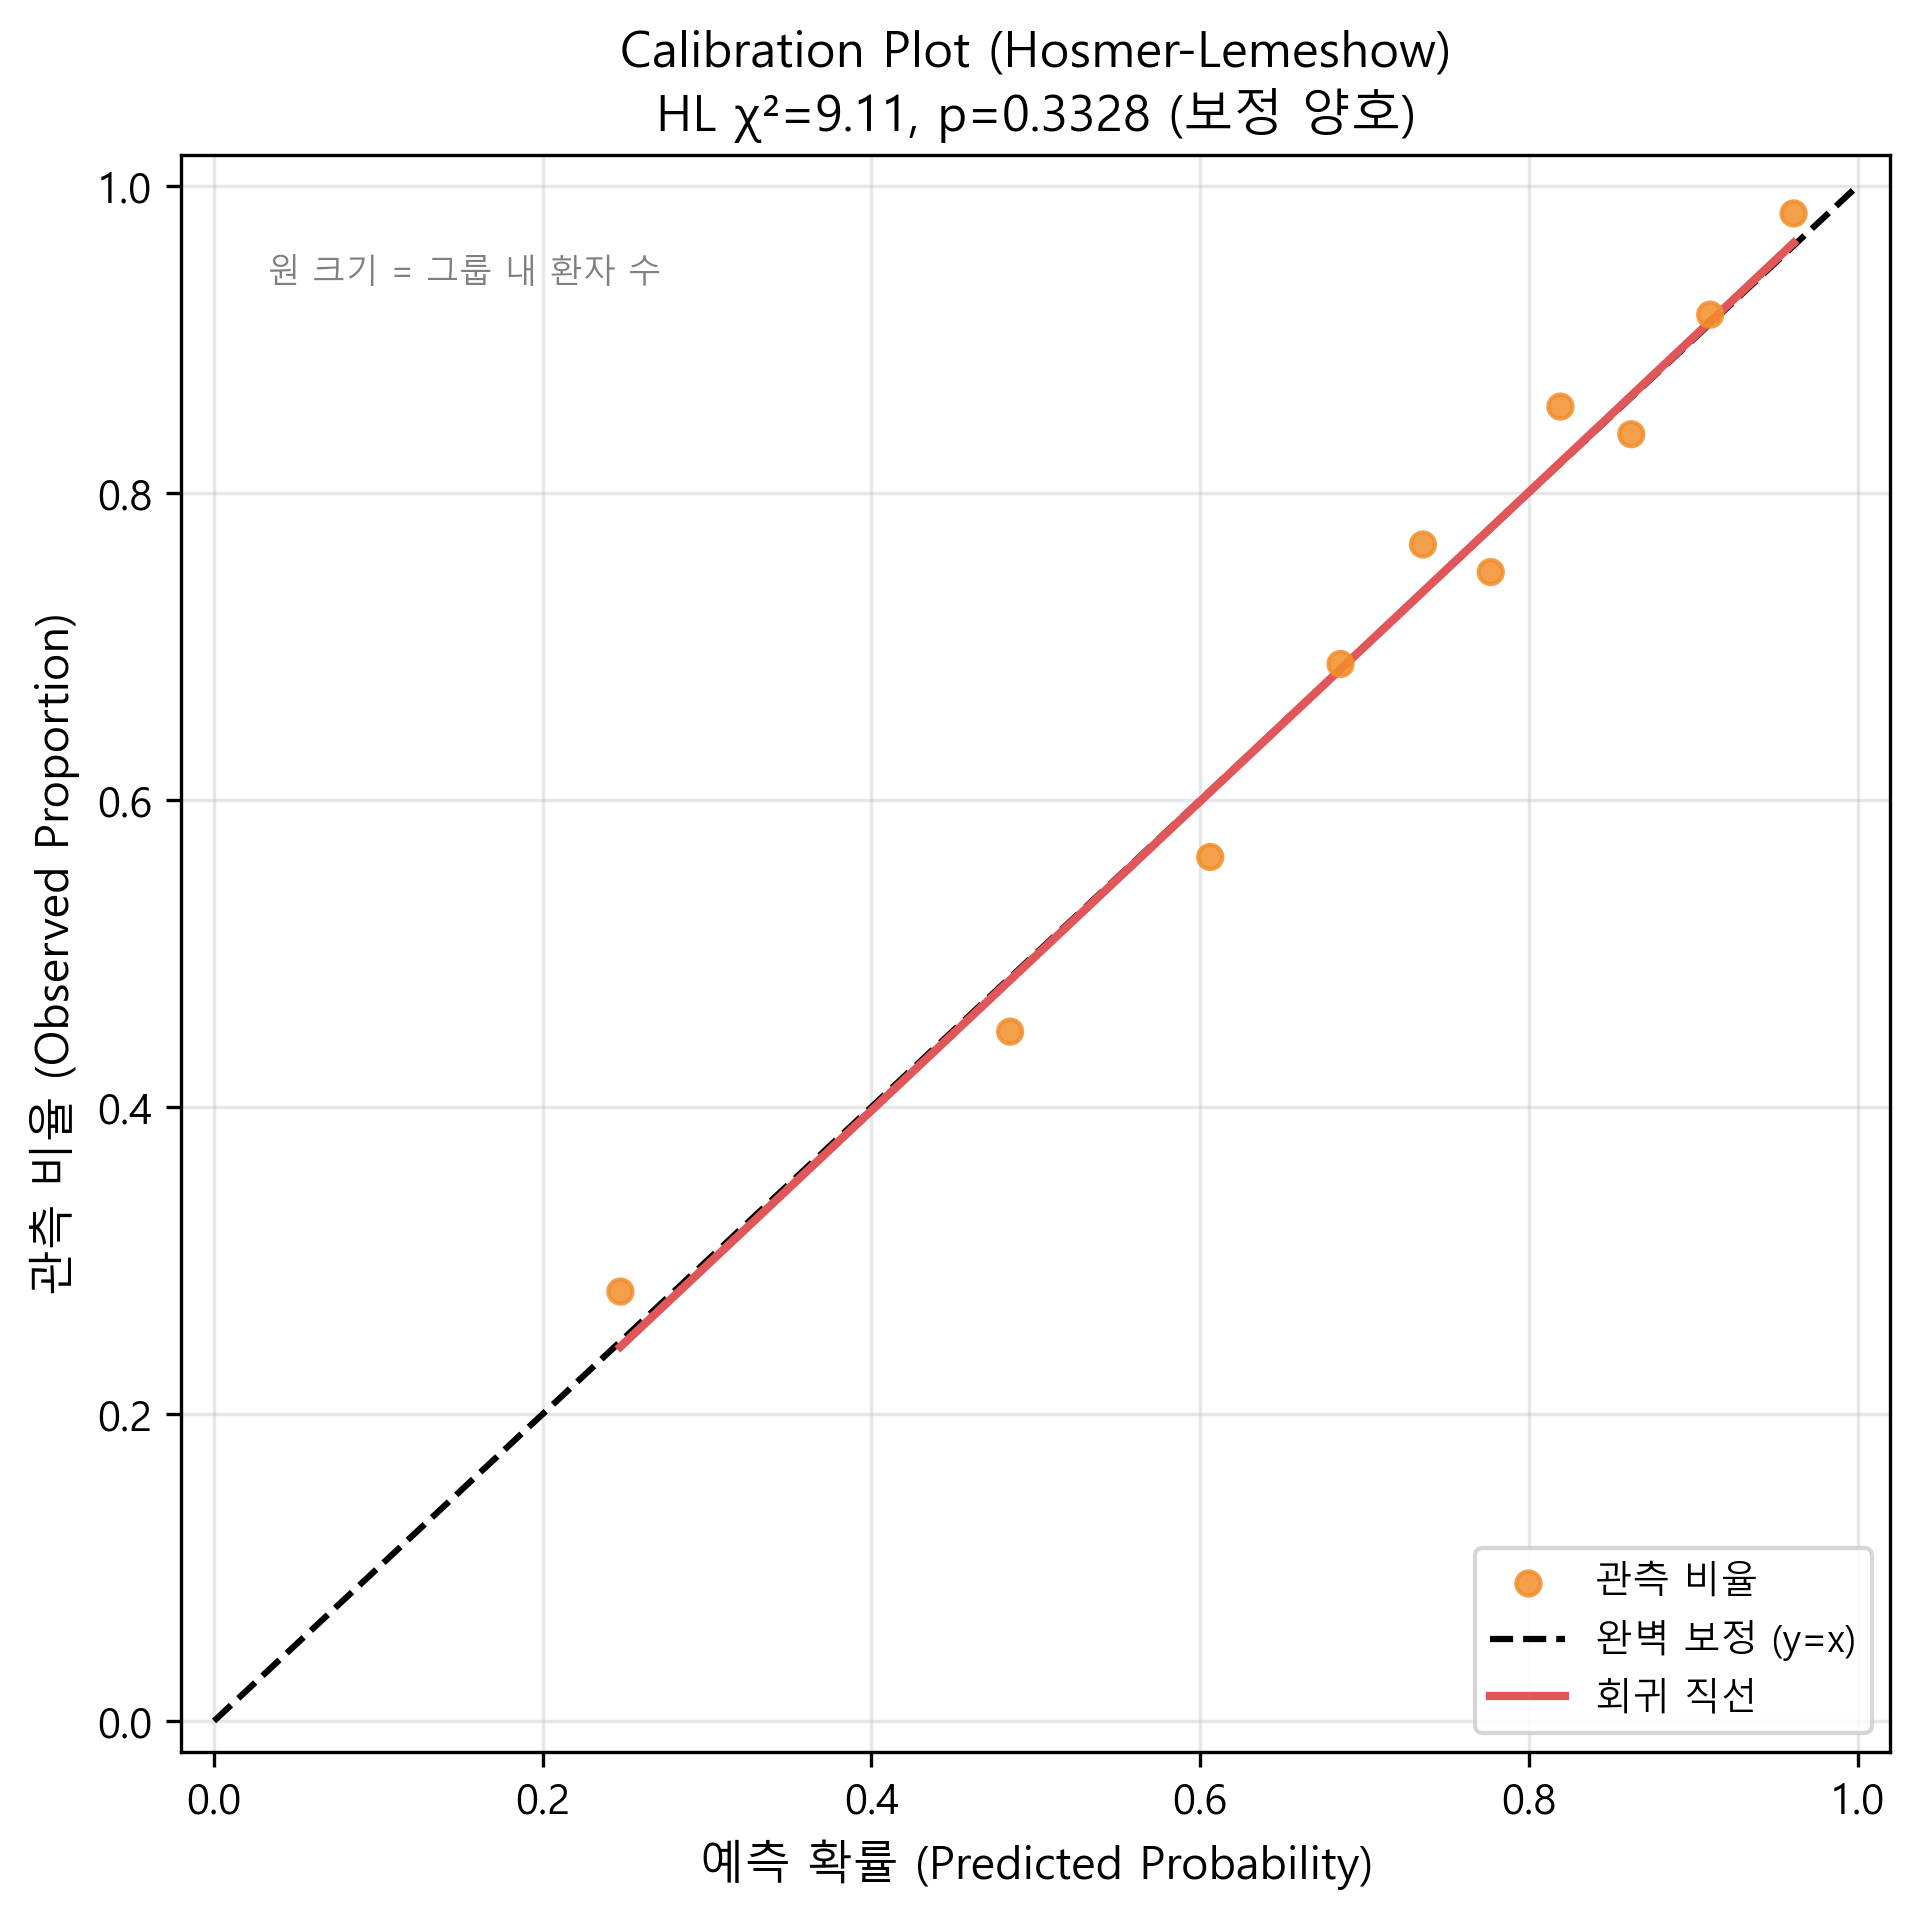 Calibration Plot (Hosmer-Lemeshow)
HL χ²=9.11, p=0.3328 (보정 양호)
원 크기 = 그룹 내 환자 수
관측 비율 (Observed Proportion)
1.0
0.8
0.6
0.4
0.2
0.0
관측 비율
완벽 보정 (y=x)
회귀 직선
0.0 0.2 0.4 0.6 0.8 1.0
예측 확률 (Predicted Probability)